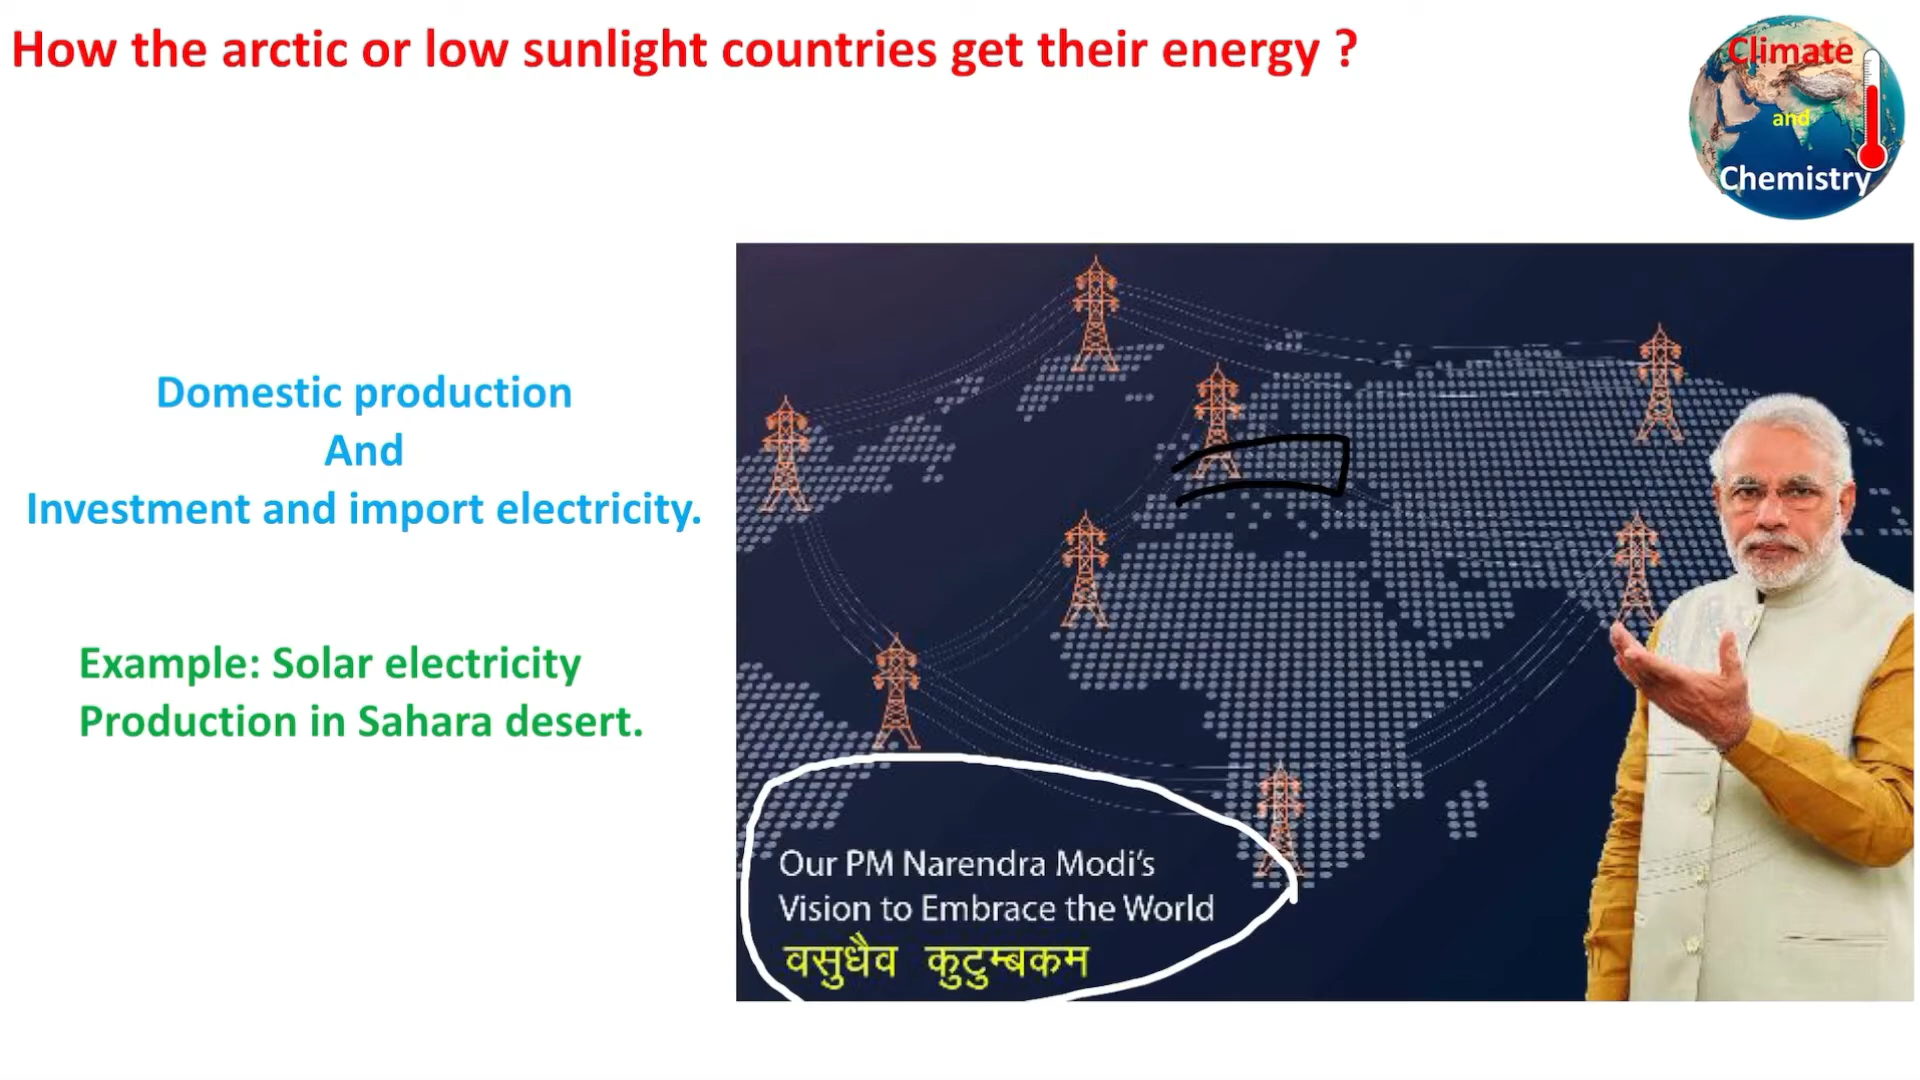 How the arctic or low sunlight countries get their energy ?
Climate
and
Chemistry
Domestic production
And
Investment and import electricity.
Example: Solar electricity
Production in Sahara desert.
Our PM Narendra Modi's
Vision to Embrace the World
वसुधैव कुटुम्बकम